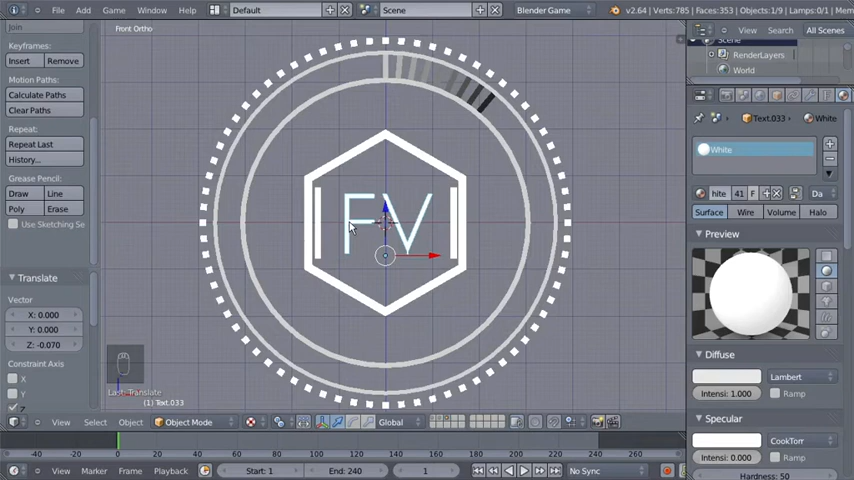 File Add Window Help Default Scene Blender Game v2.64 | Verts:785 | Faces:353 | Objects:1/9 | Lamps:0/1 |
Join
Keyframes:
Insert Remove
Motion Paths:
Calculate Paths
Clear Paths
Repeat:
Repeat Last
History...
Grease Pencil:
Draw Line
Poly Erase
Use Sketching Se
Translate
Vector
X: 0.000
Y: 0.000
Z: -0.070
Constraint Axis
X
Y
Z
Front Ortho
FV
Last: Translate
(1) Text.033
View Select Object Object Mode Global
-40 -20 0 20 40 60 80 100 120 140 160 180 200 220 240 260
View Marker Frame Playback Start: 1 End: 240 1 No Sync
View Search All Scenes
Scene
RenderLayers
World
Text.033 White
White
hite 41 F Da
Surface Wire Volume Halo
Preview
Diffuse
Lambert
Intensi: 1.000 Ramp
Specular
CookTorr
Intensi: 0.000 Ramp
Hardness: 50